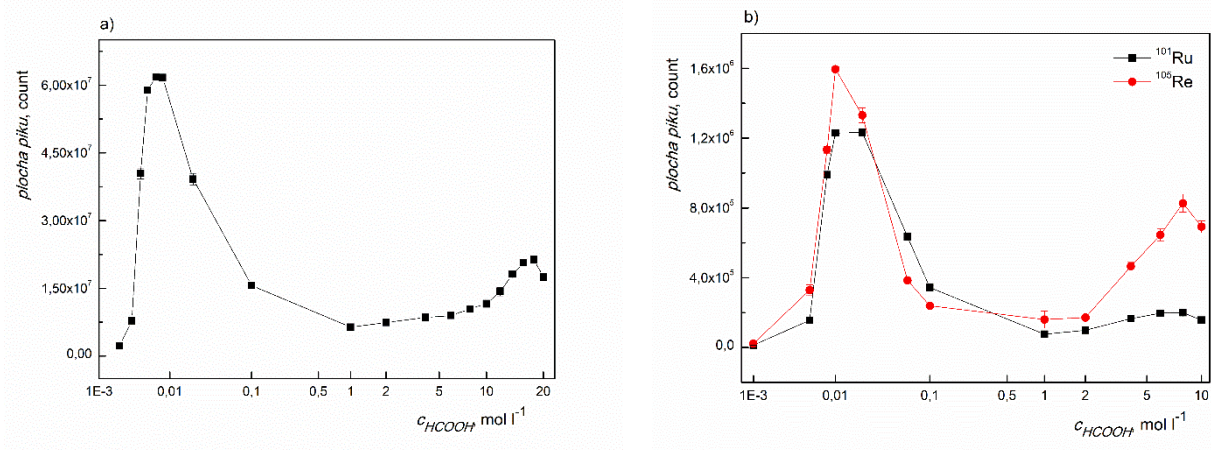 a)
plocha piku, count
6,00x10⁷
4,50x10⁷
3,00x10⁷
1,50x10⁷
0,00
1E-3 0,01 0,1 0,5 1 2 5 10 20
c_HCOOH, mol l⁻¹
b)
plocha piku, count
¹⁰¹Ru
¹⁰⁵Re
1,6x10⁶
1,2x10⁶
8,0x10⁵
4,0x10⁵
0,0
1E-3 0,01 0,1 0,5 1 2 5 10
c_HCOOH, mol l⁻¹